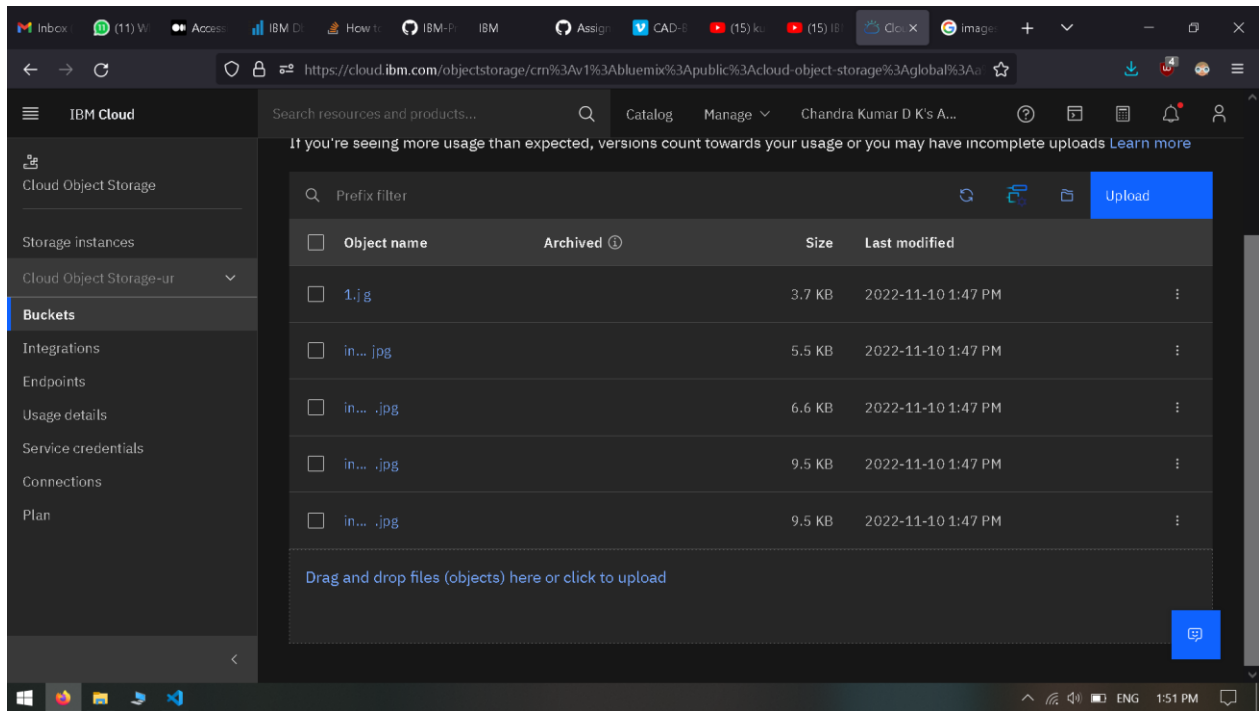 Inbox (11) W Access IBM D How to IBM-P IBM Assign CAD-B (15) ku (15) IB Clou image
https://cloud.ibm.com/objectstorage/crn%3Av1%3Abluemix%3Apublic%3Acloud-object-storage%3Aglobal%3Aa 4
IBM Cloud Search resources and products... Catalog Manage Chandra Kumar D K's A...
If you're seeing more usage than expected, versions count towards your usage or you may have incomplete uploads Learn more
Cloud Object Storage
Prefix filter Upload
Storage instances
Object name Archived Size Last modified
Cloud Object Storage-ur
1.j g 3.7 KB 2022-11-10 1:47 PM
Buckets
Integrations
in... jpg 5.5 KB 2022-11-10 1:47 PM
Endpoints
Usage details
in... .jpg 6.6 KB 2022-11-10 1:47 PM
Service credentials
in... .jpg 9.5 KB 2022-11-10 1:47 PM
Connections
Plan
in... .jpg 9.5 KB 2022-11-10 1:47 PM
Drag and drop files (objects) here or click to upload
ENG 1:51 PM